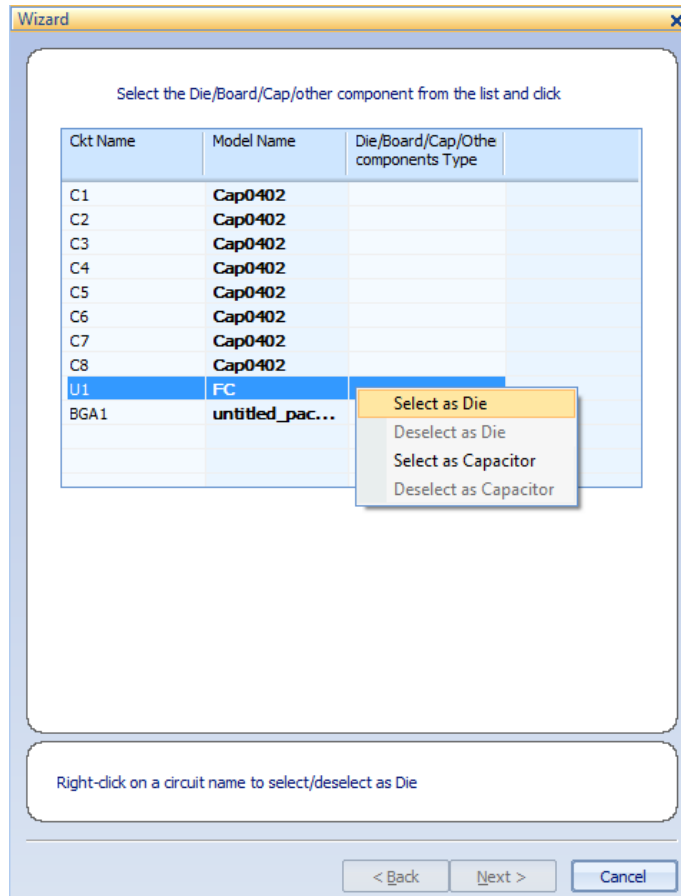 Wizard
Select the Die/Board/Cap/other component from the list and click
Ckt Name Model Name Die/Board/Cap/Othe
components Type
C1 Cap0402
C2 Cap0402
C3 Cap0402
C4 Cap0402
C5 Cap0402
C6 Cap0402
C7 Cap0402
C8 Cap0402
U1 FC
BGA1 untitled_pac...
Select as Die
Deselect as Die
Select as Capacitor
Deselect as Capacitor
Right-click on a circuit name to select/deselect as Die
< Back Next > Cancel